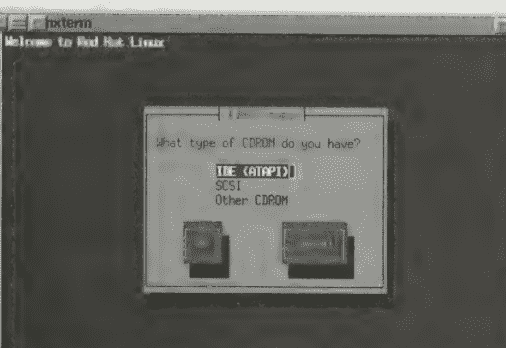 nxterm
Welcome to Red Hat Linux
What type of CDROM do you have?
IDE (ATAPI)
SCSI
Other CDROM